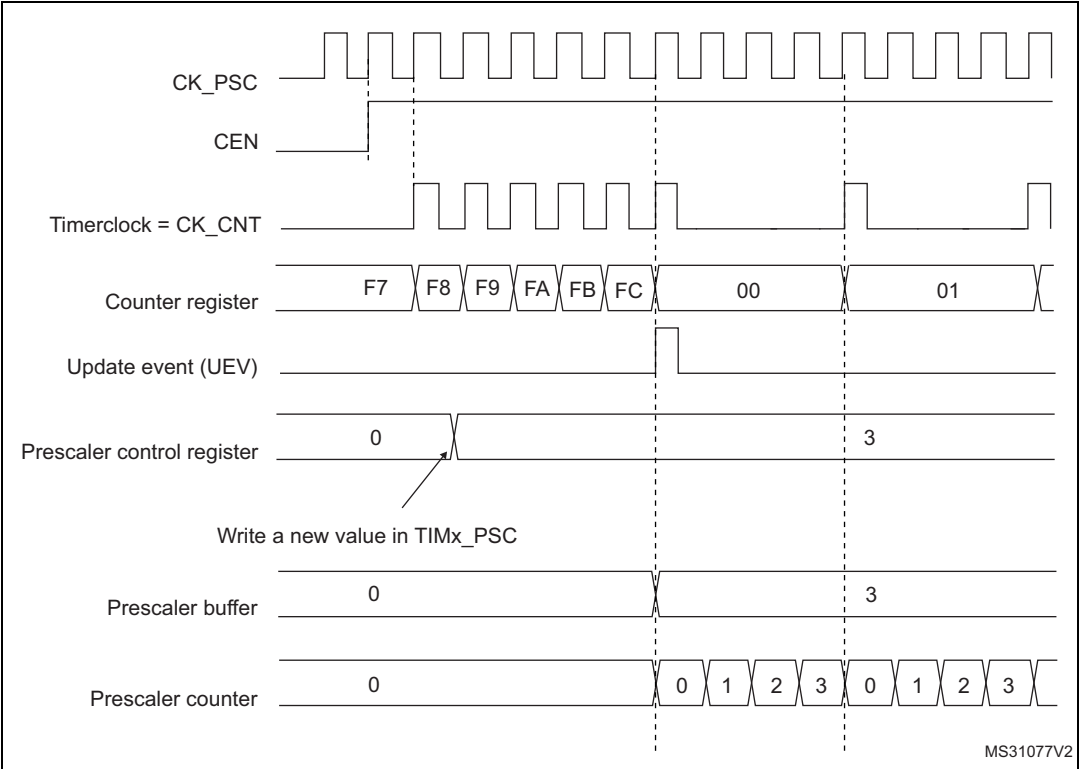 CK_PSC
CEN
Timerclock = CK_CNT
Counter register F7 F8 F9 FA FB FC 00 01
Update event (UEV)
Prescaler control register 0 3
Write a new value in TIMx_PSC
Prescaler buffer 0 3
Prescaler counter 0 0 1 2 3 0 1 2 3
MS31077V2